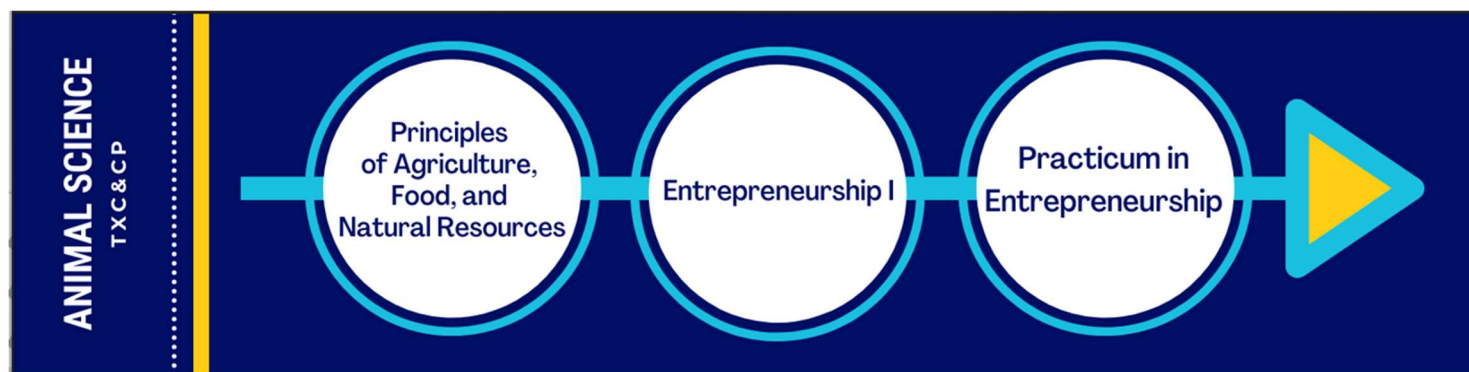 ANIMAL SCIENCE
TXC&CP
Principles
of Agriculture,
Food, and
Natural Resources
Entrepreneurship I
Practicum in
Entrepreneurship